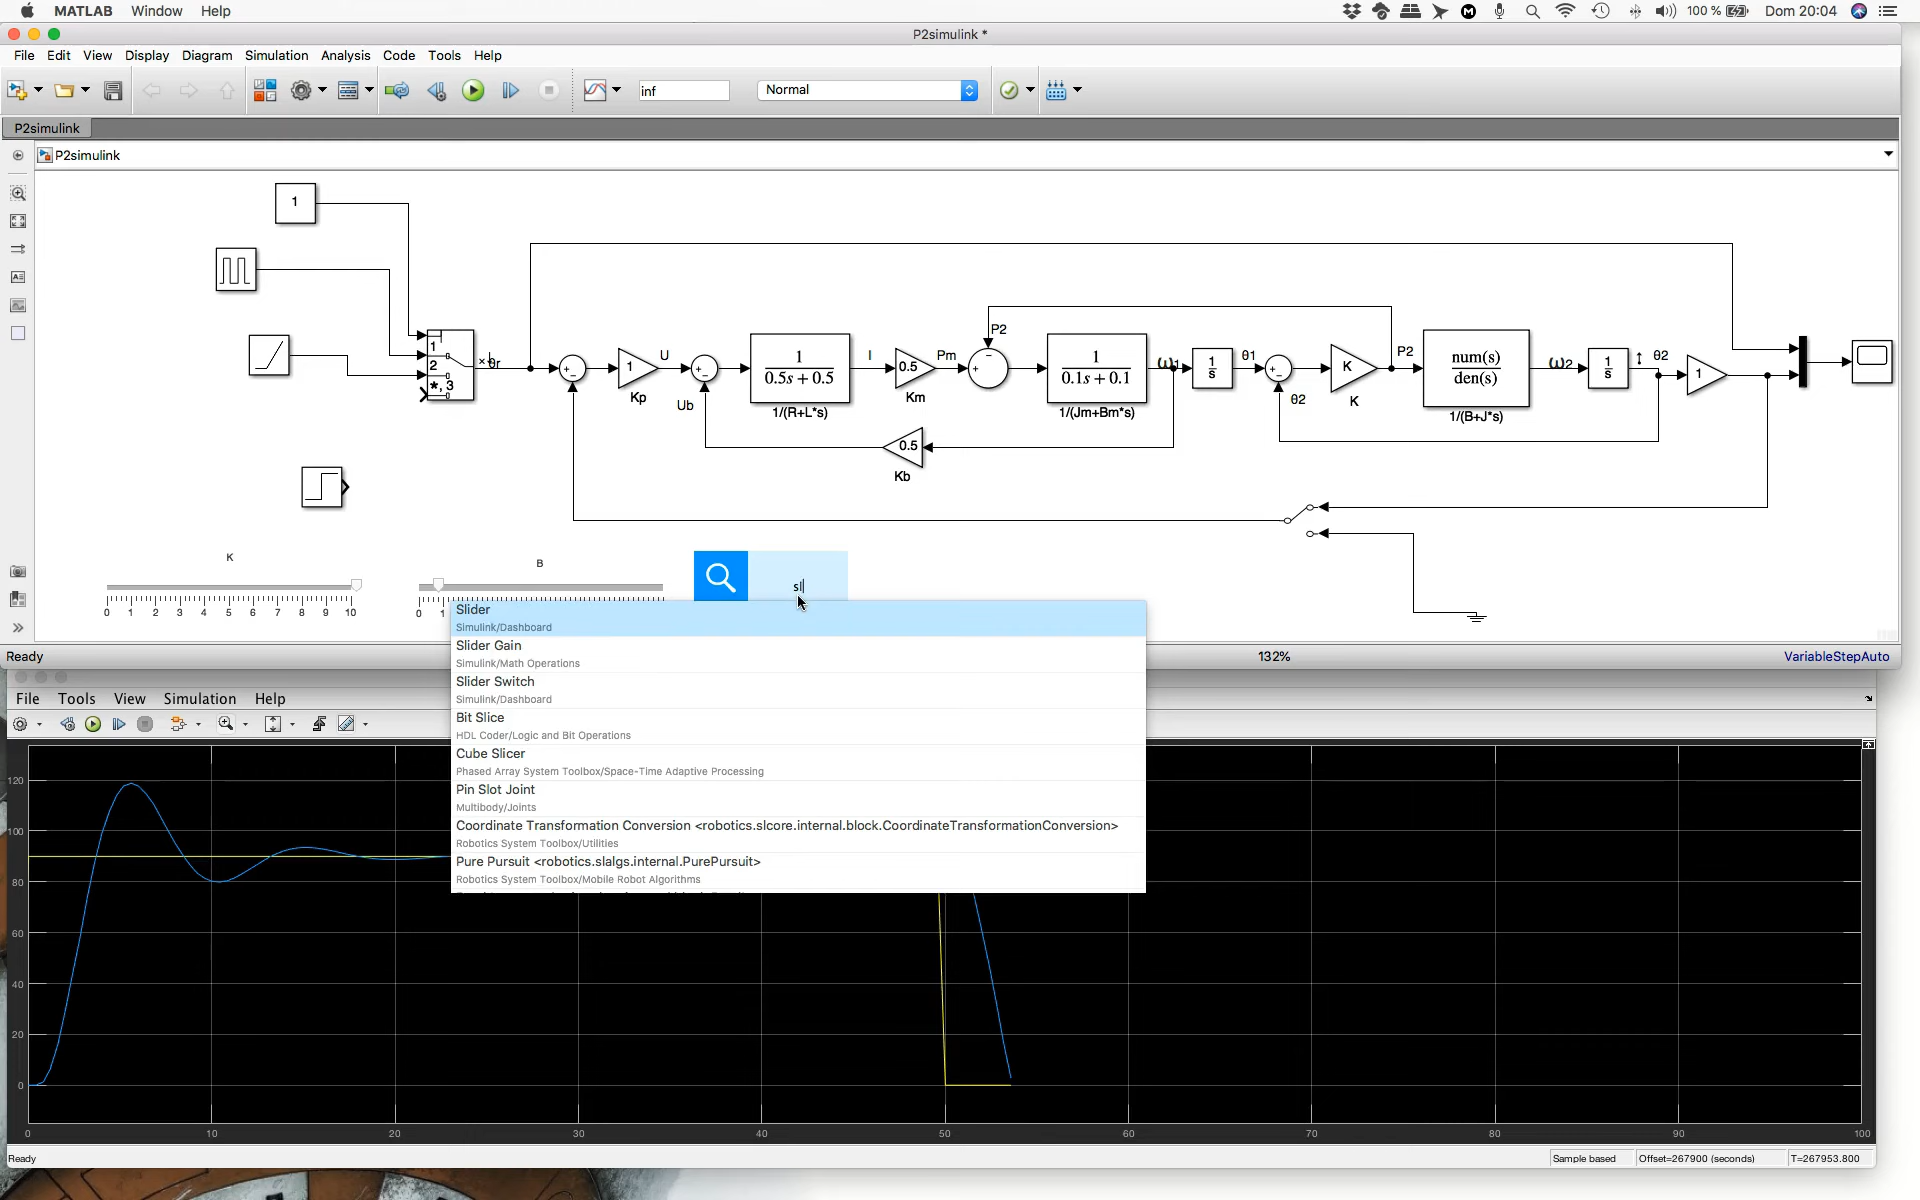 MATLAB Window Help
100 % Dom 20:04
P2simulink *
File Edit View Display Diagram Simulation Analysis Code Tools Help
inf Normal
P2simulink
P2simulink
1
1
2
*, 3
θr
+ -
1
Kp
U
+ -
Ub
1
0.5s + 0.5
1/(R+L*s)
I
0.5
Km
Pm
P2
+ -
1
0.1s + 0.1
1/(Jm+Bm*s)
ω1
1
s
θ1
+ -
θ2
K
K
P2
num(s)
den(s)
1/(B+J*s)
ω2
1
s
θ2
1
0.5
Kb
K
0 1 2 3 4 5 6 7 8 9 10
B
0 1
sl
Slider
Simulink/Dashboard
Slider Gain
Simulink/Math Operations
Slider Switch
Simulink/Dashboard
Bit Slice
HDL Coder/Logic and Bit Operations
Cube Slicer
Phased Array System Toolbox/Space-Time Adaptive Processing
Pin Slot Joint
Multibody/Joints
Coordinate Transformation Conversion <robotics.slcore.internal.block.CoordinateTransformationConversion>
Robotics System Toolbox/Utilities
Pure Pursuit <robotics.slalgs.internal.PurePursuit>
Robotics System Toolbox/Mobile Robot Algorithms
Ready 132% VariableStepAuto
File Tools View Simulation Help
120
100
80
60
40
20
0
0 10 20 30 40 50 60 70 80 90 100
Ready Sample based Offset=267900 (seconds) T=267953.800